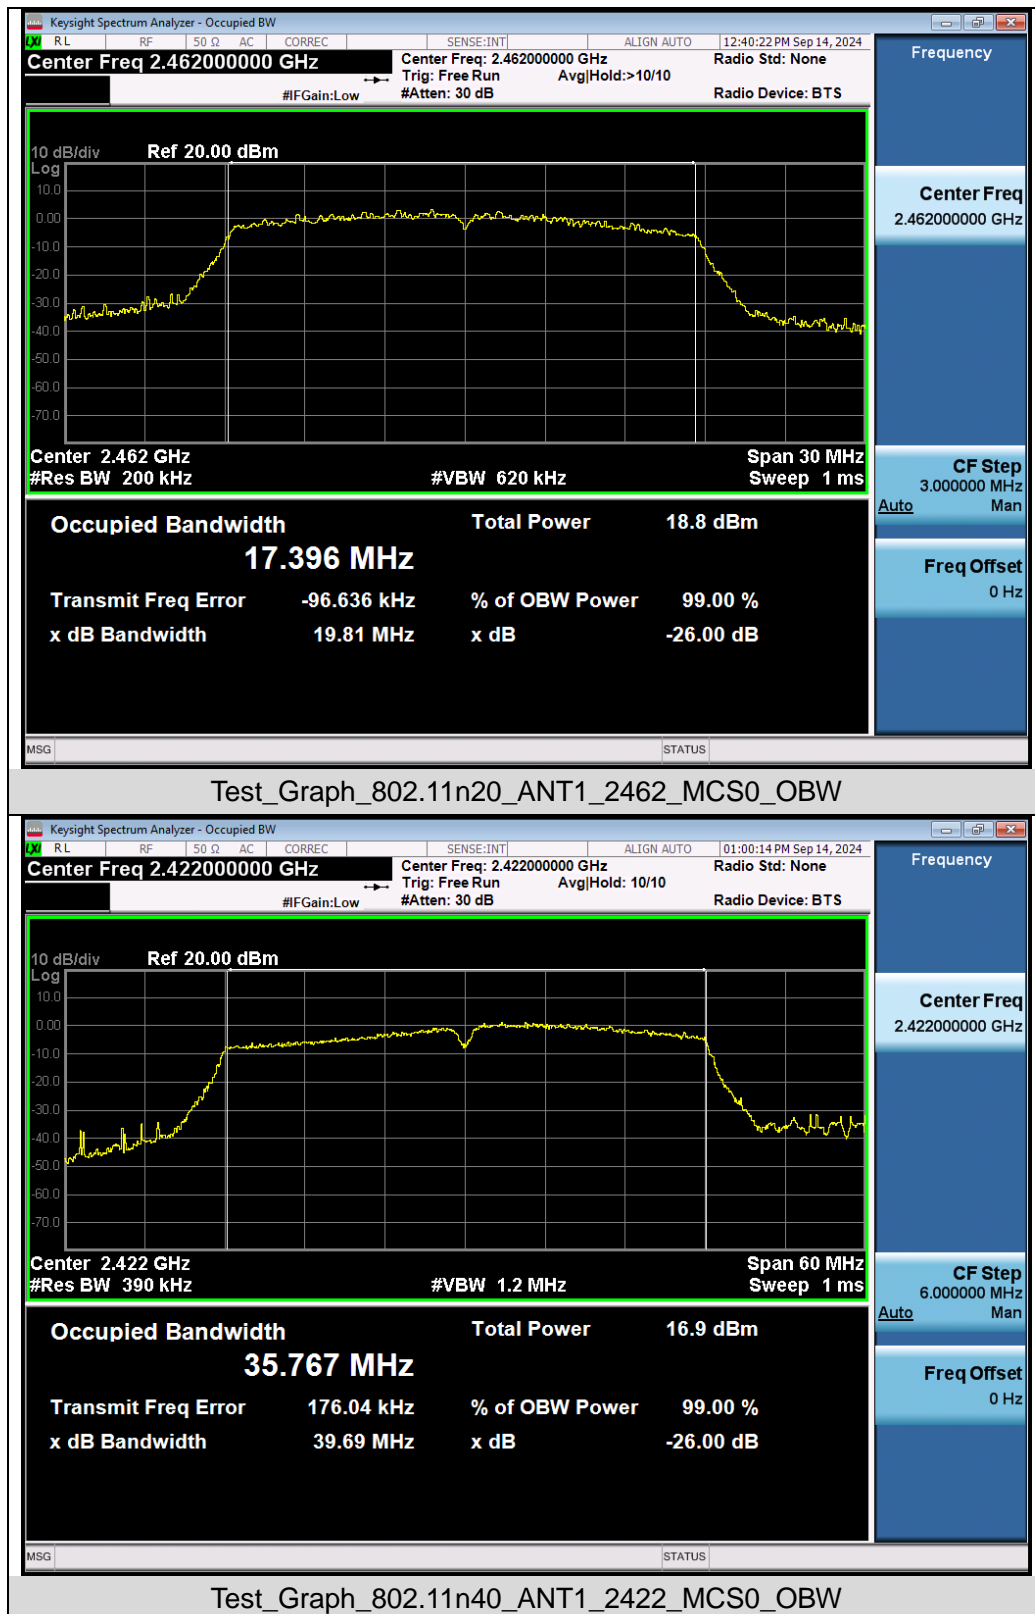 Keysight Spectrum Analyzer - Occupied BW
LXI RL RF 50 Ω AC CORREC SENSE:INT ALIGN AUTO 12:40:22 PM Sep 14, 2024
Center Freq 2.462000000 GHz
Center Freq: 2.462000000 GHz
Radio Std: None
Trig: Free Run Avg|Hold:>10/10
#IFGain:Low
#Atten: 30 dB
Radio Device: BTS
10 dB/div Ref 20.00 dBm
Log
10.0
0.00
-10.0
-20.0
-30.0
-40.0
-50.0
-60.0
-70.0
Center 2.462 GHz Span 30 MHz
#Res BW 200 kHz #VBW 620 kHz Sweep 1 ms
Occupied Bandwidth Total Power 18.8 dBm
17.396 MHz
Transmit Freq Error -96.636 kHz % of OBW Power 99.00 %
x dB Bandwidth 19.81 MHz x dB -26.00 dB
MSG STATUS
Frequency
Center Freq
2.462000000 GHz
CF Step
3.000000 MHz
Auto Man
Freq Offset
0 Hz
Test_Graph_802.11n20_ANT1_2462_MCS0_OBW
Keysight Spectrum Analyzer - Occupied BW
LXI RL RF 50 Ω AC CORREC SENSE:INT ALIGN AUTO 01:00:14 PM Sep 14, 2024
Center Freq 2.422000000 GHz
Center Freq: 2.422000000 GHz
Radio Std: None
Trig: Free Run Avg|Hold: 10/10
#IFGain:Low
#Atten: 30 dB
Radio Device: BTS
10 dB/div Ref 20.00 dBm
Log
10.0
0.00
-10.0
-20.0
-30.0
-40.0
-50.0
-60.0
-70.0
Center 2.422 GHz Span 60 MHz
#Res BW 390 kHz #VBW 1.2 MHz Sweep 1 ms
Occupied Bandwidth Total Power 16.9 dBm
35.767 MHz
Transmit Freq Error 176.04 kHz % of OBW Power 99.00 %
x dB Bandwidth 39.69 MHz x dB -26.00 dB
MSG STATUS
Frequency
Center Freq
2.422000000 GHz
CF Step
6.000000 MHz
Auto Man
Freq Offset
0 Hz
Test_Graph_802.11n40_ANT1_2422_MCS0_OBW